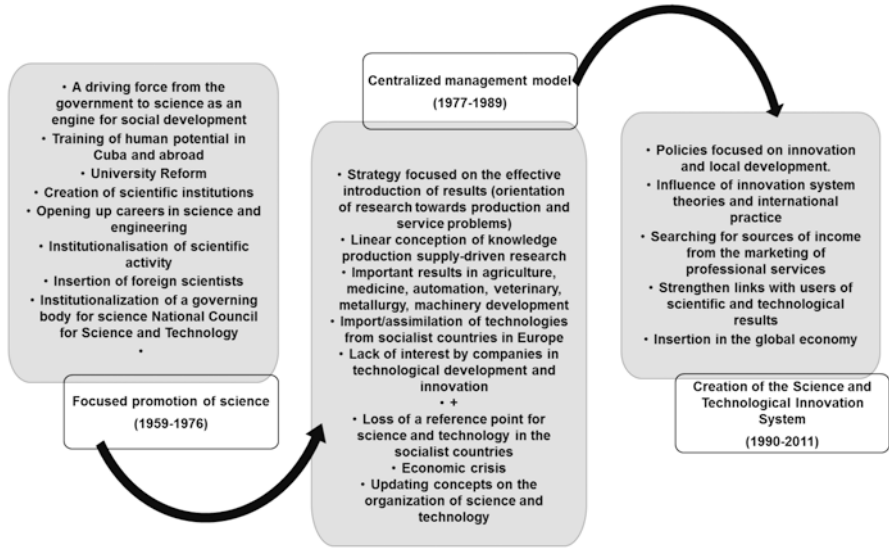 • A driving force from the
government to science as an
engine for social development
• Training of human potential in
Cuba and abroad
• University Reform
• Creation of scientific institutions
• Opening up careers in science and
engineering
• Institutionalisation of scientific
activity
• Insertion of foreign scientists
• Institutionalization of a governing
body for science National Council
for Science and Technology
•
Focused promotion of science
(1959-1976)
Centralized management model
(1977-1989)
• Strategy focused on the effective
introduction of results (orientation
of research towards production and
service problems)
• Linear conception of knowledge
production supply-driven research
• Important results in agriculture,
medicine, automation, veterinary,
metallurgy, machinery development
• Import/assimilation of technologies
from socialist countries in Europe
• Lack of interest by companies in
technological development and
innovation
• +
• Loss of a reference point for
science and technology in the
socialist countries
• Economic crisis
• Updating concepts on the
organization of science and
technology
• Policies focused on innovation
and local development.
• Influence of innovation system
theories and international
practice
• Searching for sources of income
from the marketing of
professional services
• Strengthen links with users of
scientific and technological
results
• Insertion in the global economy
Creation of the Science and
Technological Innovation
System
(1990-2011)